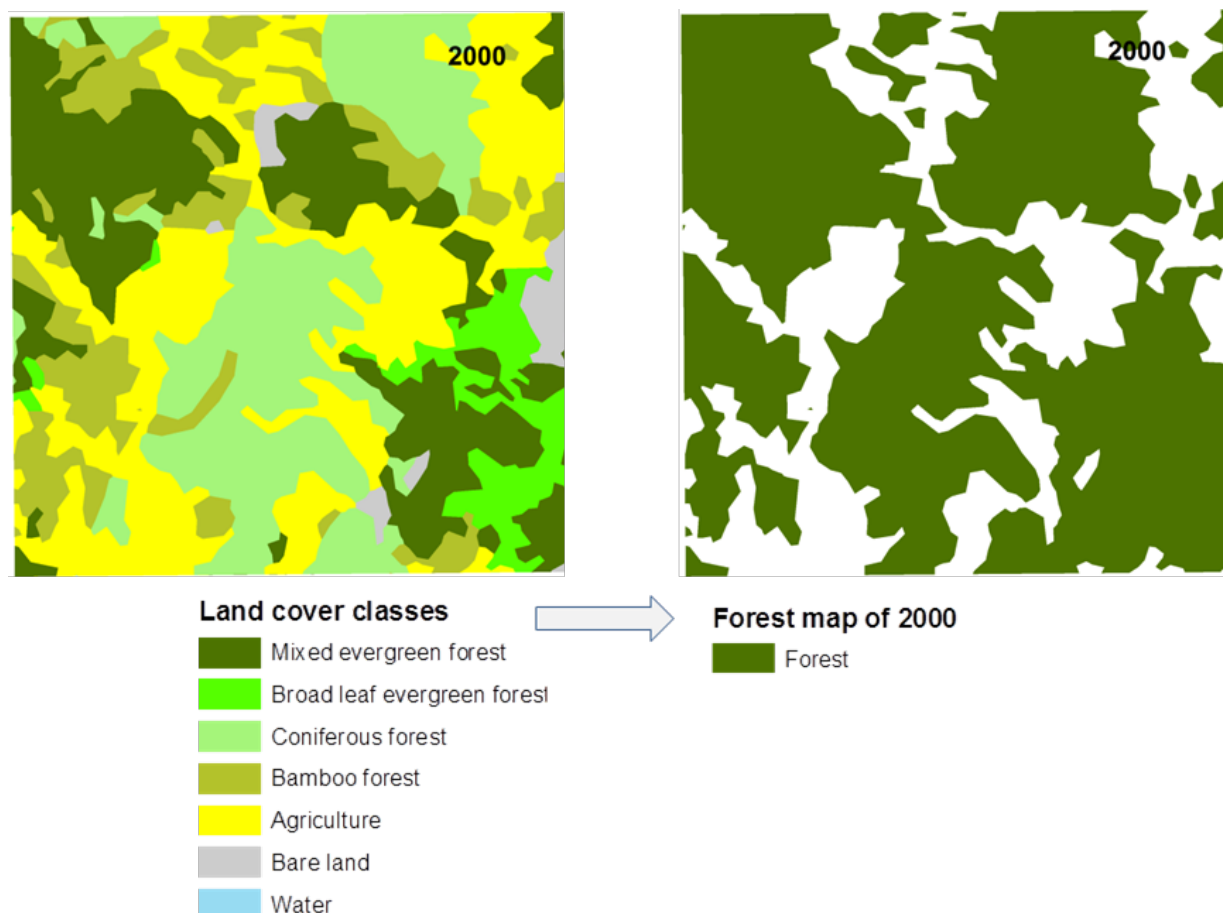 2000
2000
Land cover classes
Mixed evergreen forest
Broad leaf evergreen forest
Coniferous forest
Bamboo forest
Agriculture
Bare land
Water
Forest map of 2000
Forest